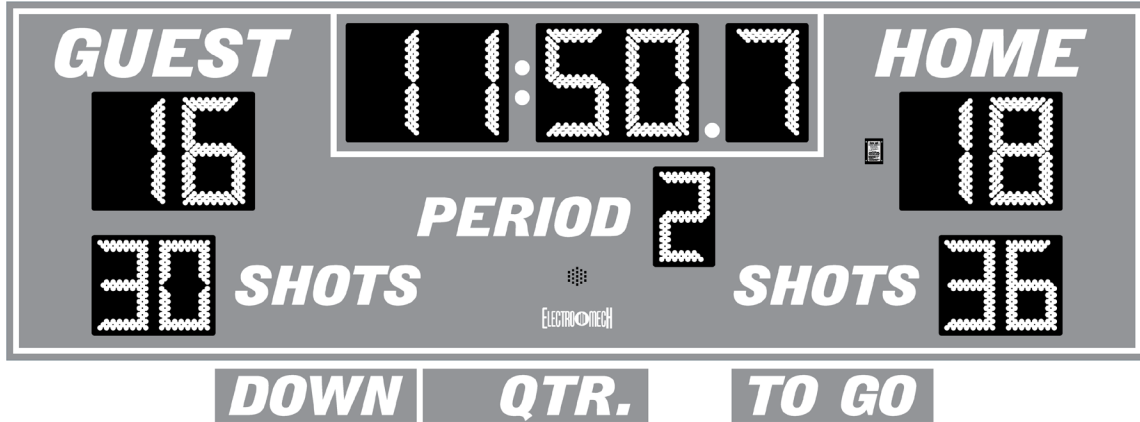 GUEST 11:50.7 HOME
16 18
PERIOD 2
30 SHOTS SHOTS 36
ELECTRO MECH
DOWN QTR. TO GO